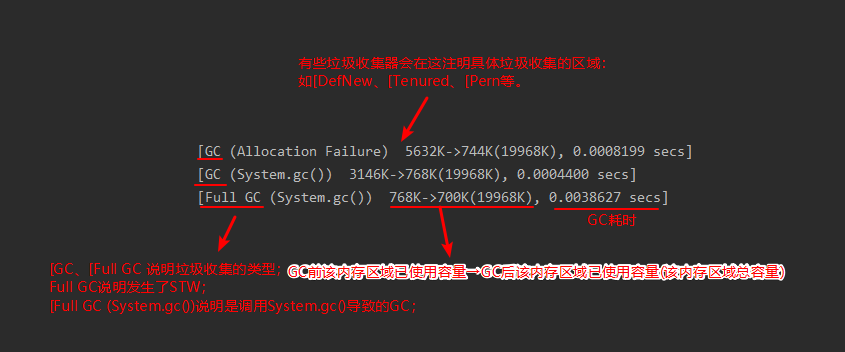 有些垃圾收集器会在这注明具体垃圾收集的区域：
如[DefNew、[Tenured、[Pern等。
[GC (Allocation Failure)  5632K->744K(19968K), 0.0008199 secs]
[GC (System.gc())  3146K->768K(19968K), 0.0004400 secs]
[Full GC (System.gc())  768K->700K(19968K), 0.0038627 secs]
GC耗时
[GC、[Full GC 说明垃圾收集的类型；
Full GC说明发生了STW；
[Full GC (System.gc())说明是调用System.gc()导致的GC；
GC前该内存区域已使用容量→GC后该内存区域已使用容量(该内存区域总容量)